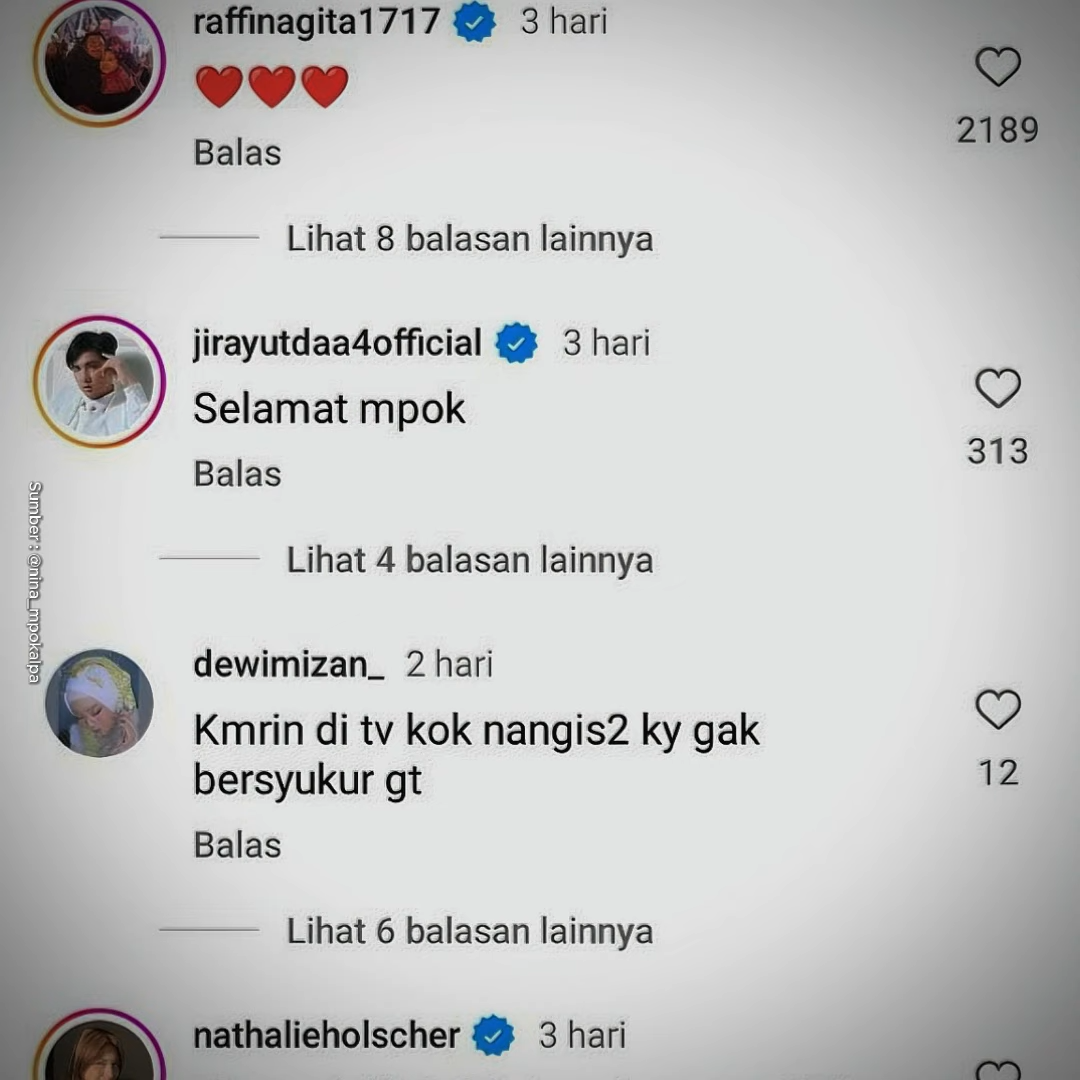 raffinagita1717 3 hari
❤️❤️❤️
2189
Balas
Lihat 8 balasan lainnya
jirayutdaa4official 3 hari
Selamat mpok
313
Balas
Lihat 4 balasan lainnya
Sumber : @nina_mpokalpa
dewimizan_ 2 hari
Kmrin di tv kok nangis2 ky gak
bersyukur gt
12
Balas
Lihat 6 balasan lainnya
nathalieholscher 3 hari